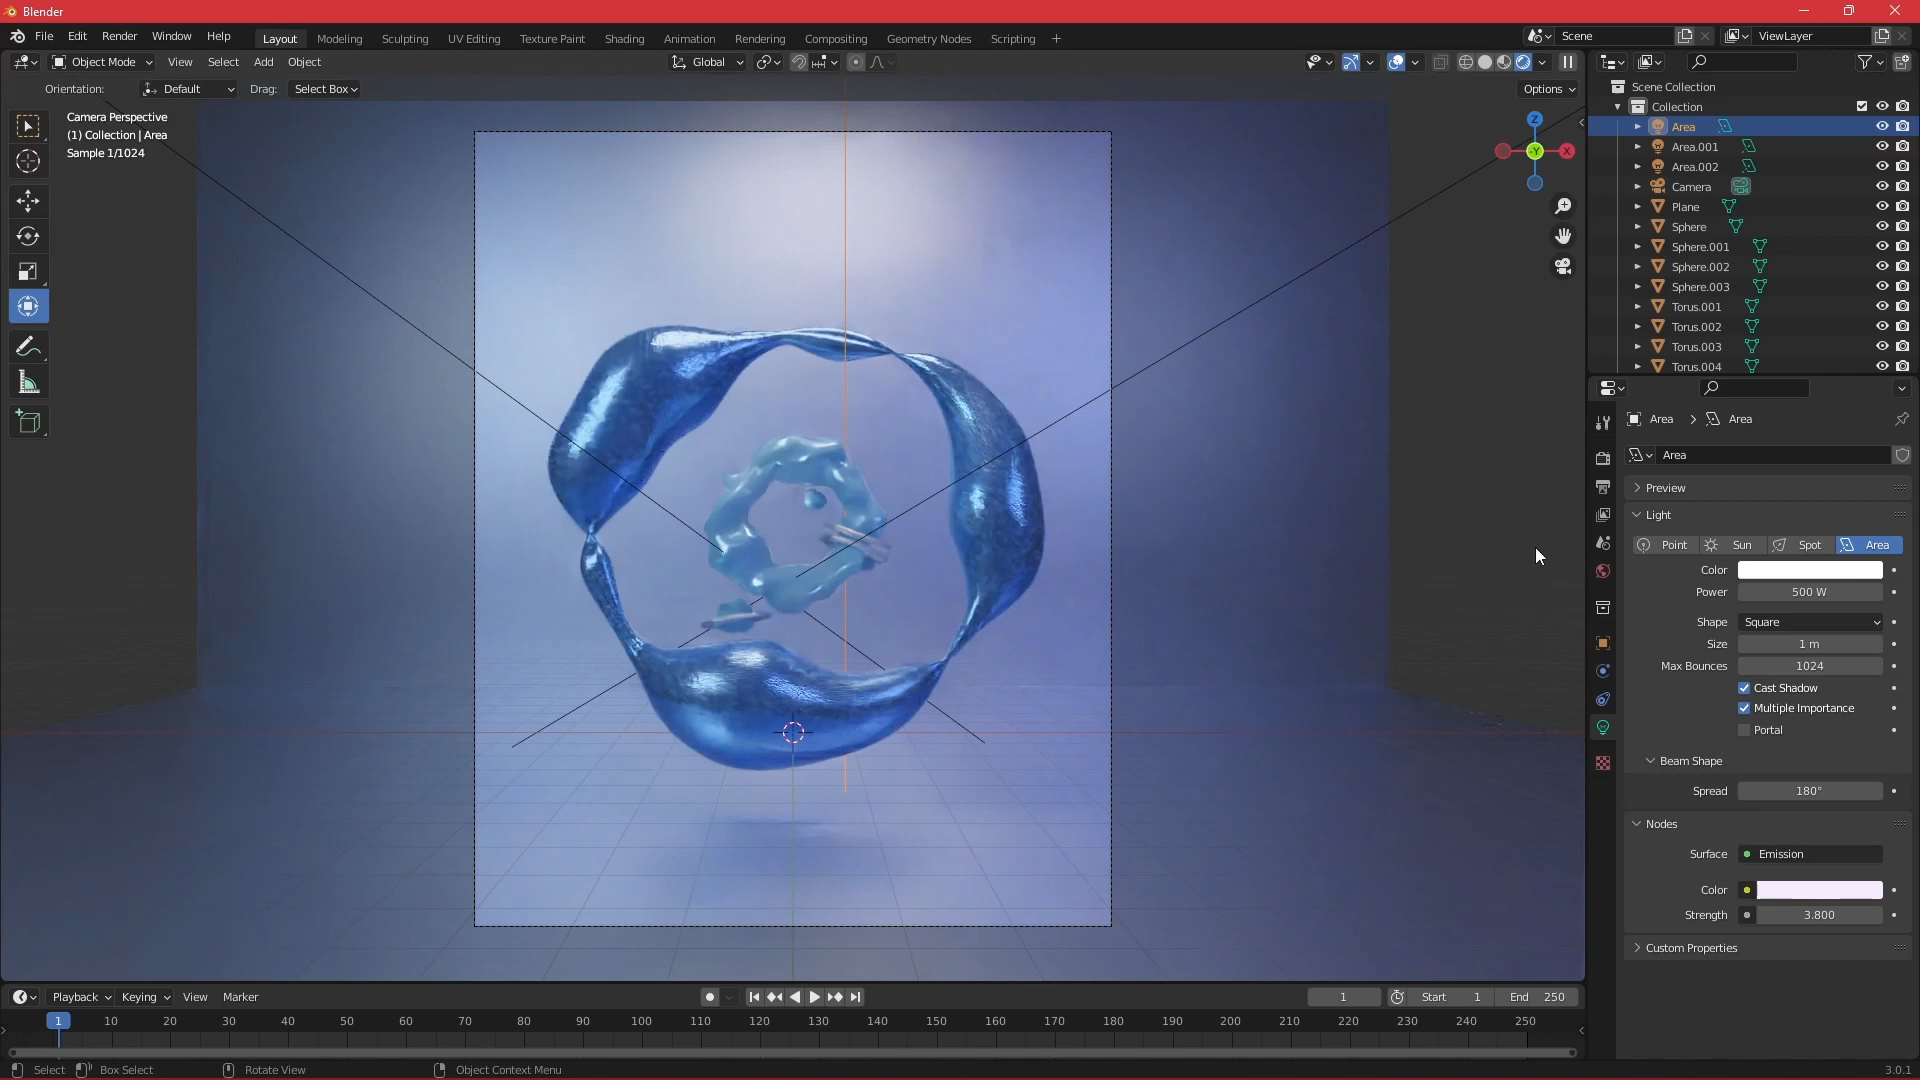 Blender
File Edit Render Window Help Layout Modeling Sculpting UV Editing Texture Paint Shading Animation Rendering Compositing Geometry Nodes Scripting + Scene ViewLayer
Object Mode View Select Add Object Global
Orientation: Default Drag: Select Box Options
Camera Perspective
(1) Collection | Area
Sample 1/1024
Z
-Y X
Scene Collection
Collection
Area
Area.001
Area.002
Camera
Plane
Sphere
Sphere.001
Sphere.002
Sphere.003
Torus.001
Torus.002
Torus.003
Torus.004
Area > Area
Area
Preview
Light
Point Sun Spot Area
Color
Power 500 W
Shape Square
Size 1 m
Max Bounces 1024
Cast Shadow
Multiple Importance
Portal
Beam Shape
Spread 180°
Nodes
Surface Emission
Color
Strength 3.800
Custom Properties
Playback Keying View Marker 1 Start 1 End 250
1 10 20 30 40 50 60 70 80 90 100 110 120 130 140 150 160 170 180 190 200 210 220 230 240 250
Select Box Select Rotate View Object Context Menu 3.0.1